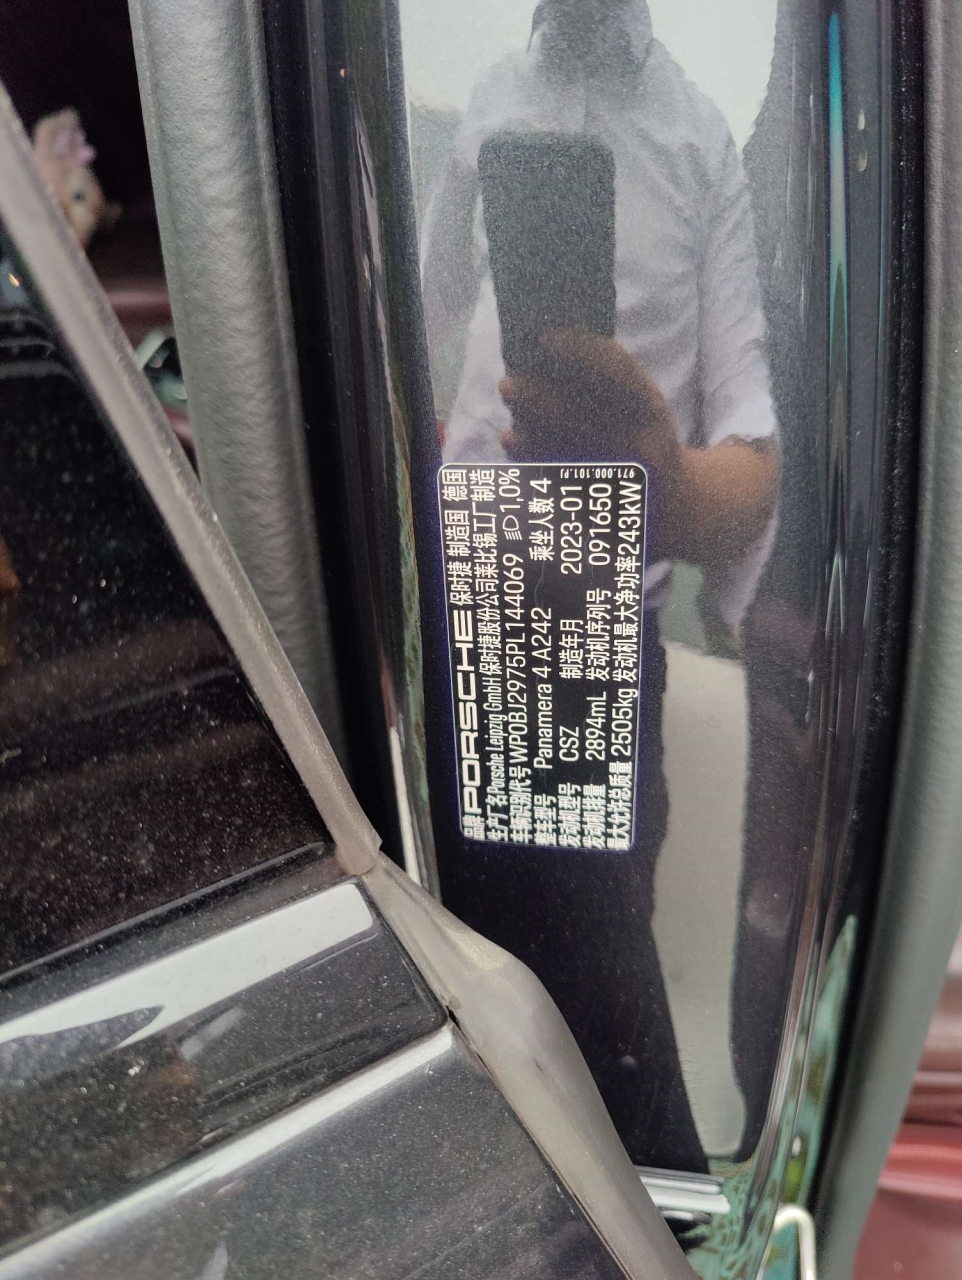 品牌 PORSCHE 保时捷 制造国 德国
生产厂名 Porsche Leipzig GmbH 保时捷股份公司莱比锡工厂制造
车辆识别代号 WP0BJ2975PL144069 1,0%
整车型号 Panamera 4 A242 乘坐人数 4
发动机型号 CSZ 制造年月 2023-01
发动机排量 2894mL 发动机序列号 091650
最大允许总质量 2505kg 发动机最大净功率 243kW
971.000.101.PJ